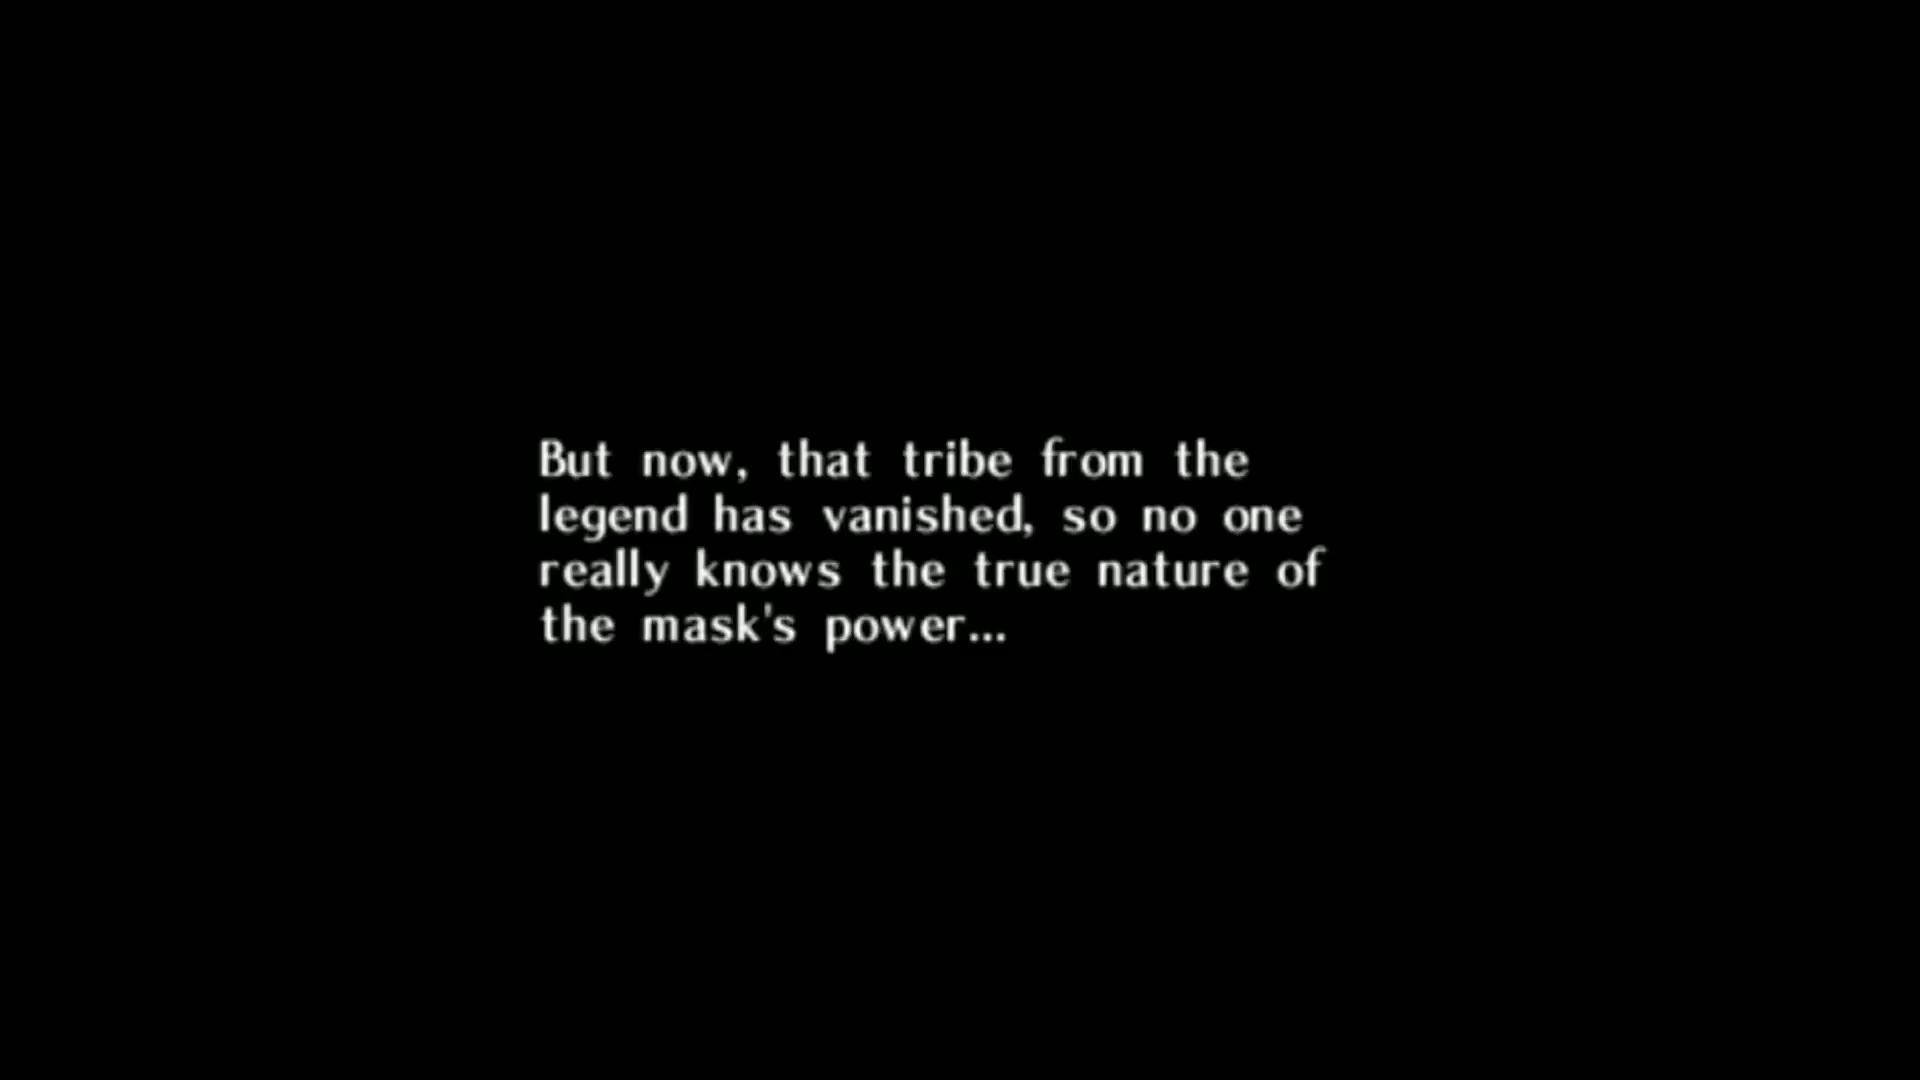 But now, that tribe from the
legend has vanished, so no one
really knows the true nature of
the mask's power...